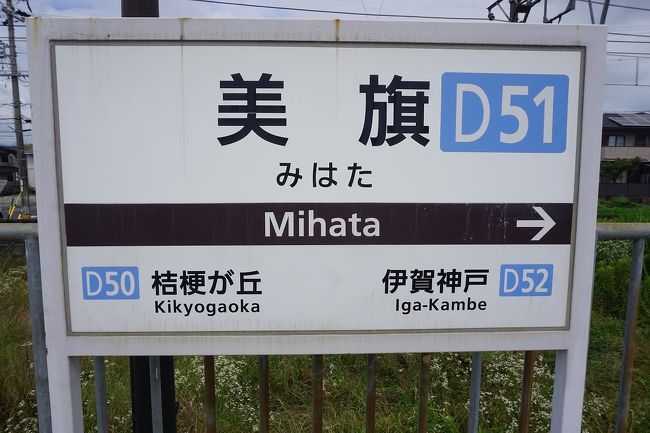 美旗 D51
みはた
Mihata →
D50 桔梗が丘 伊賀神戸 D52
Kikyogaoka Iga-Kambe